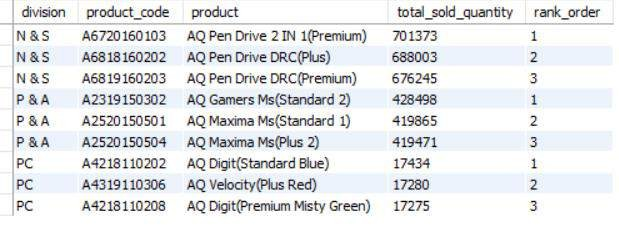 division product_code product total_sold_quantity rank_order
N & S A6720160103 AQ Pen Drive 2 IN 1(Premium) 701373 1
N & S A6818160202 AQ Pen Drive DRC(Plus) 688003 2
N & S A6819160203 AQ Pen Drive DRC(Premium) 676245 3
P & A A2319150302 AQ Gamers Ms(Standard 2) 428498 1
P & A A2520150501 AQ Maxima Ms(Standard 1) 419865 2
P & A A2520150504 AQ Maxima Ms(Plus 2) 419471 3
PC A4218110202 AQ Digit(Standard Blue) 17434 1
PC A4319110306 AQ Velocity(Plus Red) 17280 2
PC A4218110208 AQ Digit(Premium Misty Green) 17275 3